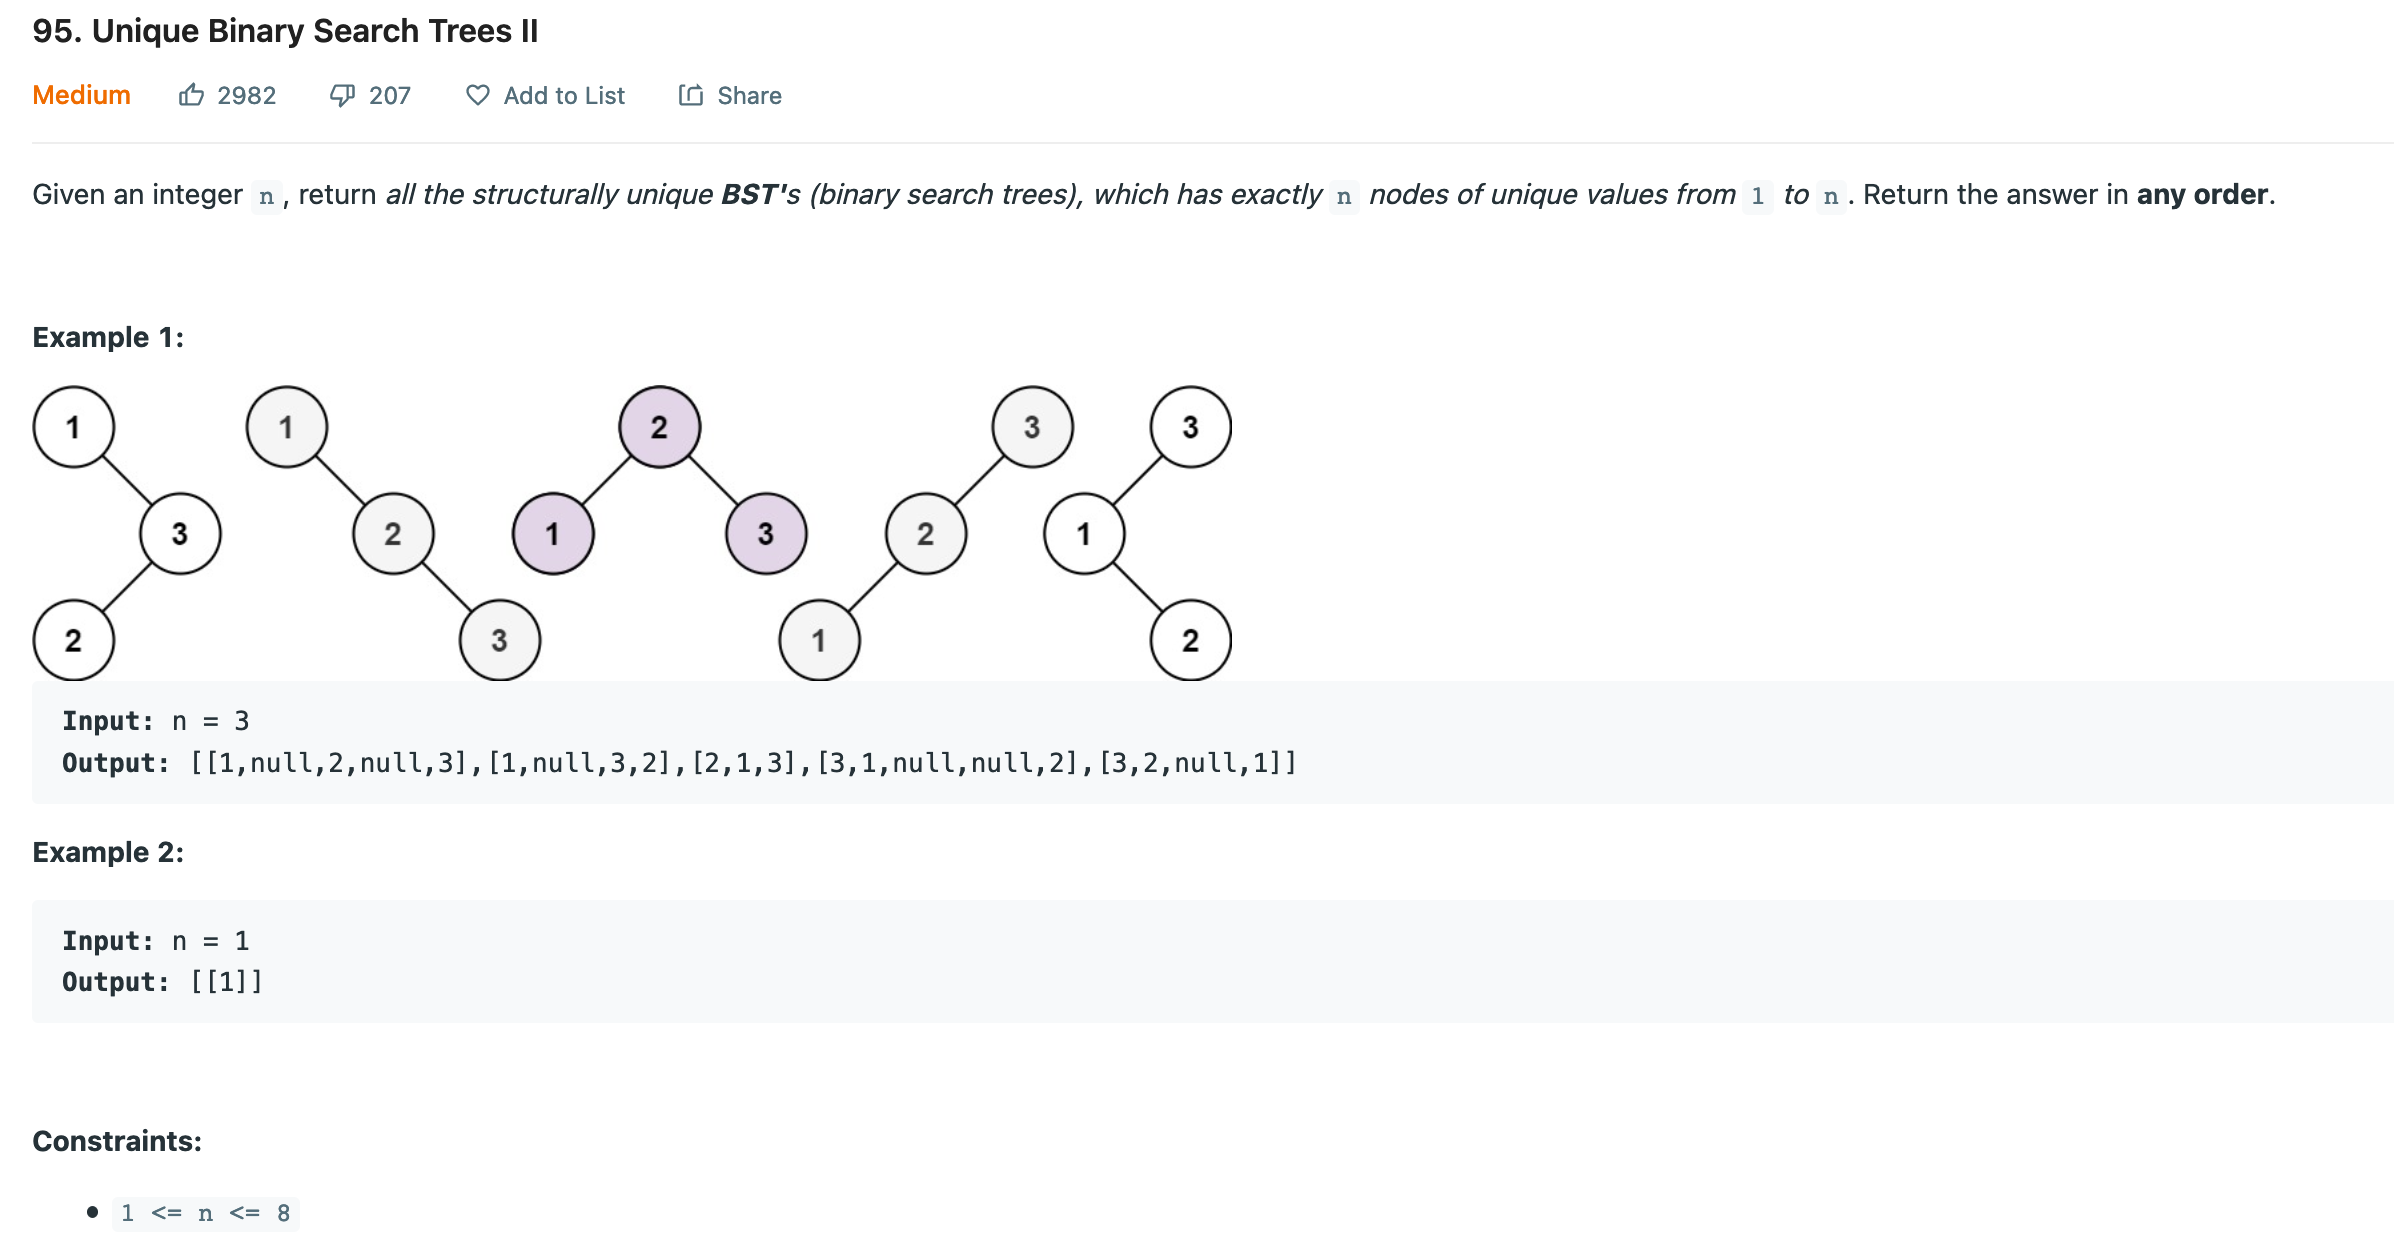 95. Unique Binary Search Trees II
Medium 2982 207 Add to List Share
Given an integer n, return all the structurally unique BST's (binary search trees), which has exactly n nodes of unique values from 1 to n. Return the answer in any order.
Example 1:
1 1 2 3 3
3 2 1 3 2 1
2 3 1 2
Input: n = 3
Output: [[1,null,2,null,3],[1,null,3,2],[2,1,3],[3,1,null,null,2],[3,2,null,1]]
Example 2:
Input: n = 1
Output: [[1]]
Constraints:
• 1 <= n <= 8